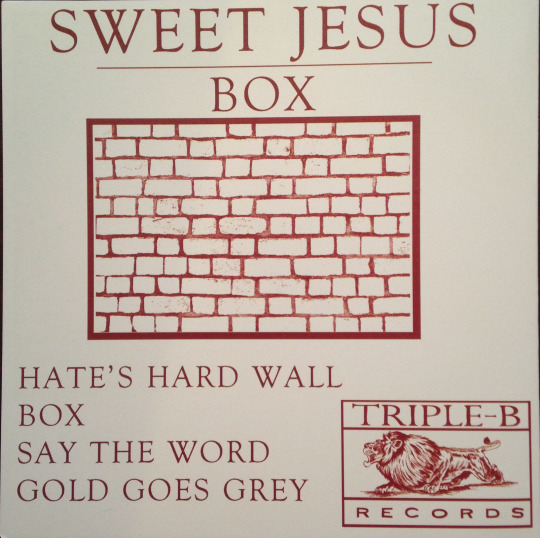 SWEET JESUS
BOX
HATE'S HARD WALL
BOX
SAY THE WORD
GOLD GOES GREY
TRIPLE-B
RECORDS